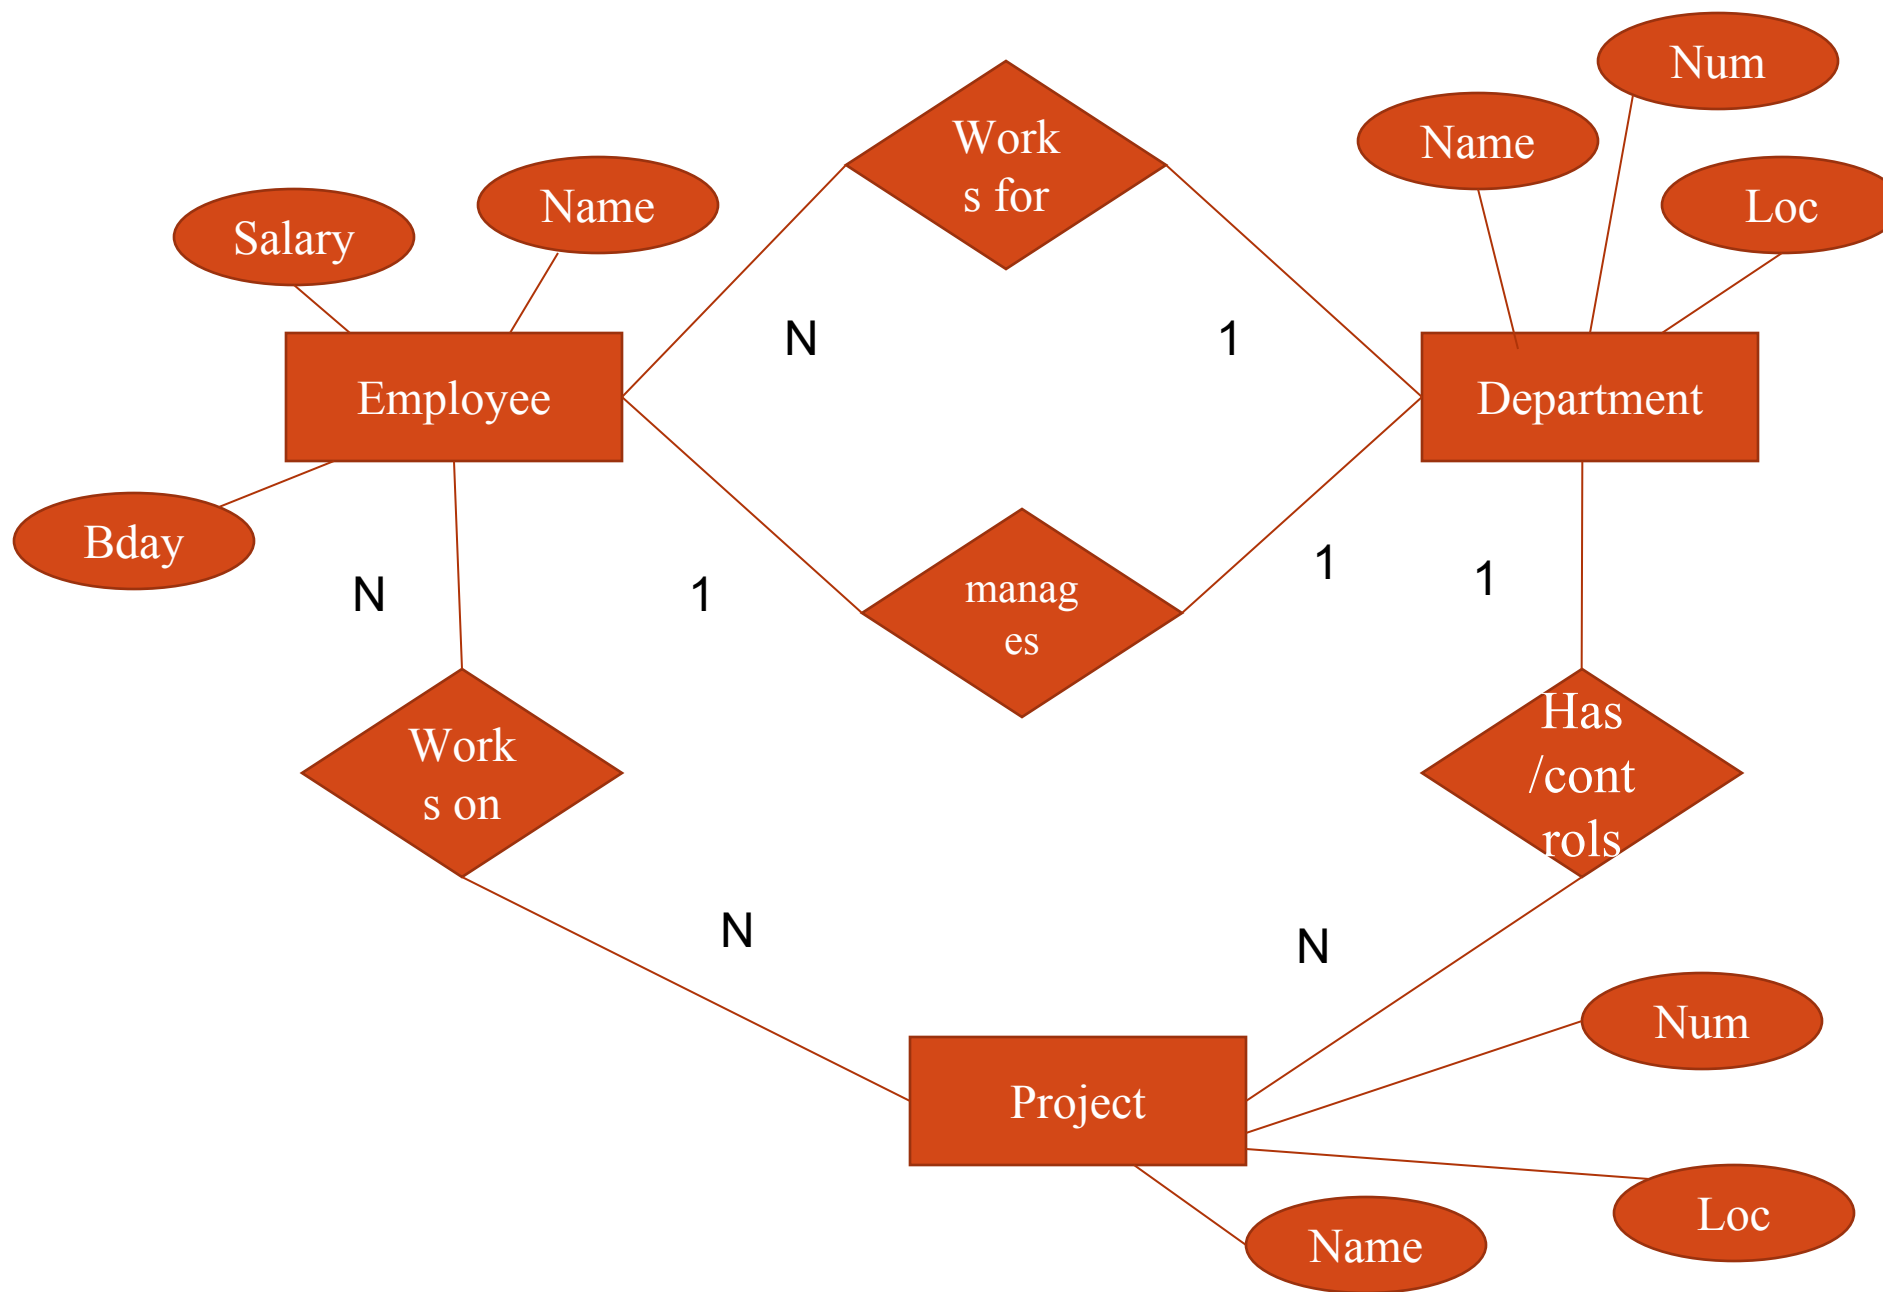 Num
Work
s for
Name
Name
Loc
Salary
N
1
Employee
Department
Bday
N
1
manag
es
1
1
Work
s on
Has
/cont
rols
N
N
Num
Project
Loc
Name